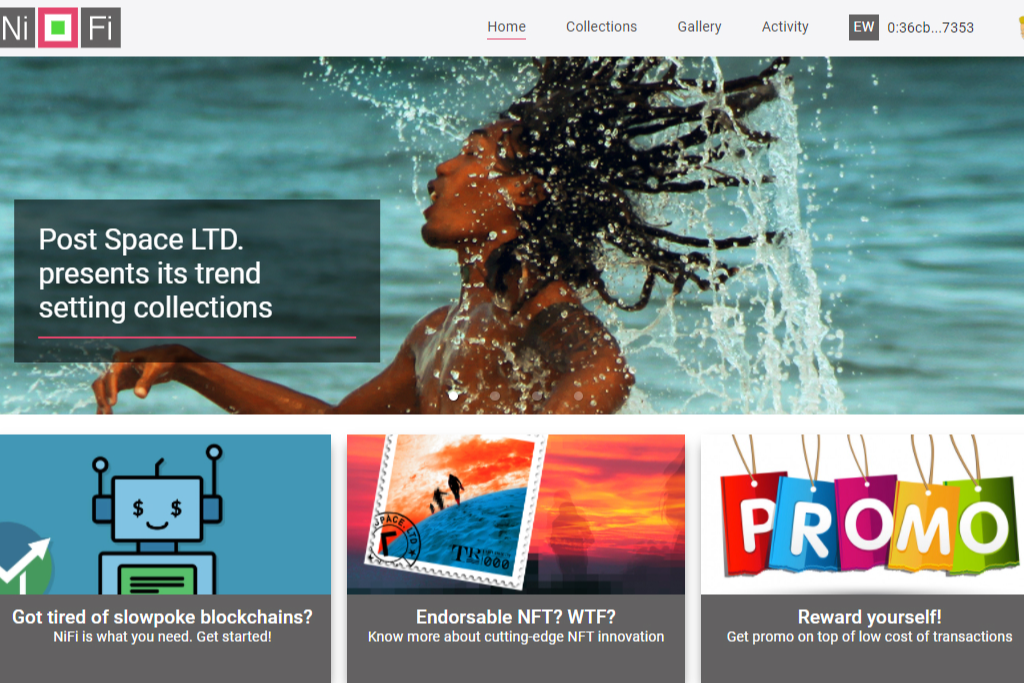 Ni Fi
Home Collections Gallery Activity EW 0:36cb...7353
Post Space LTD.
presents its trend
setting collections
$ $
SPACE, LTD
PROMO
Got tired of slowpoke blockchains?
NiFi is what you need. Get started!
Endorsable NFT? WTF?
Know more about cutting-edge NFT innovation
Reward yourself!
Get promo on top of low cost of transactions